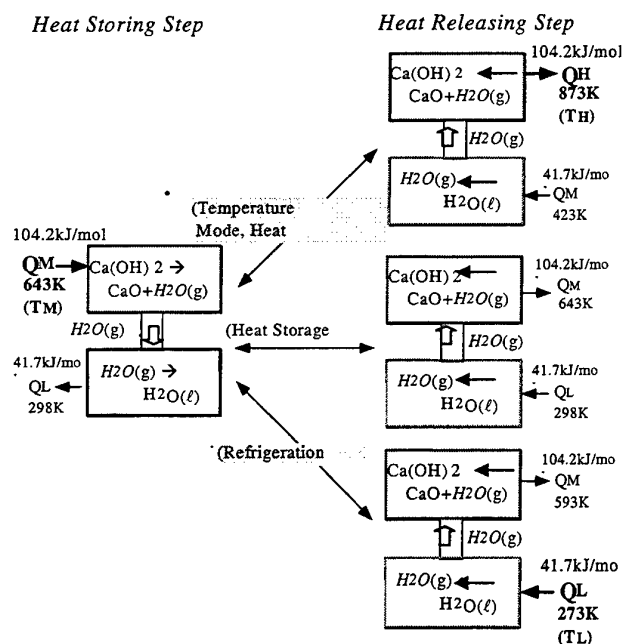 Heat Storing Step
Heat Releasing Step
104.2kJ/mol
Ca(OH) 2
QH
CaO+H2O(g)
873K
(TH)
H2O(g)
H2O(g)
41.7kJ/mo
QM
H2O(ℓ)
423K
(Temperature
Mode, Heat
104.2kJ/mol
QM
643K
(TM)
Ca(OH) 2 →
CaO+H2O(g)
H2O(g)
41.7kJ/mo
QL
298K
H2O(g) →
H2O(ℓ)
(Heat Storage
Ca(OH) 2
CaO+H2O(g)
104.2kJ/mo
QM
643K
H2O(g)
H2O(g)
H2O(ℓ)
41.7kJ/mo
QL
298K
(Refrigeration
Ca(OH) 2
CaO+H2O(g)
104.2kJ/mo
QM
593K
H2O(g)
H2O(g)
H2O(ℓ)
41.7kJ/mo
QL
273K
(TL)